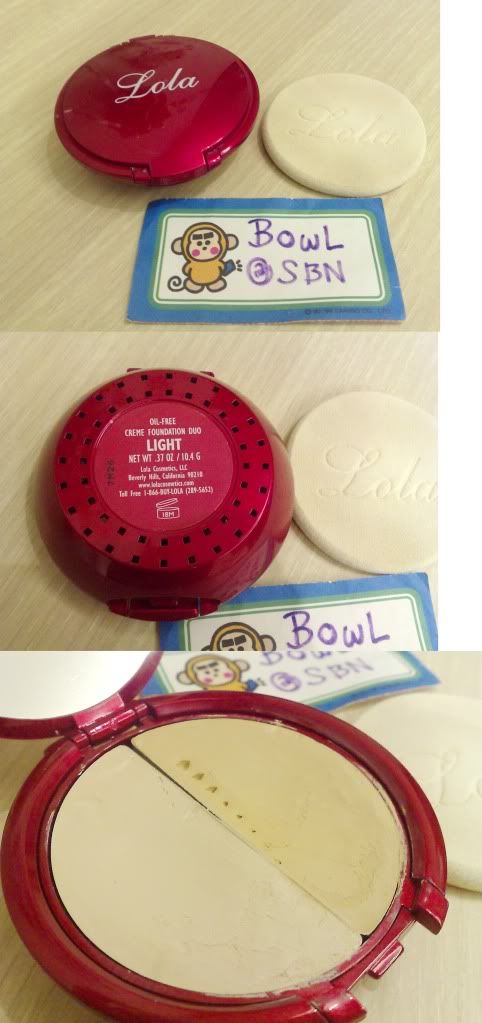 Lola
Lola
BOWL
@SBN
OIL-FREE
CREME FOUNDATION DUO
LIGHT
NET WT .37 OZ / 10.4 G
Lola Cosmetics, LLC
Beverly Hills, California 90210
www.lolacosmetics.com
Toll Free 1-866-BUY-LOLA (289-5652)
18M
Lola
BOWL
BOWL
@SBN